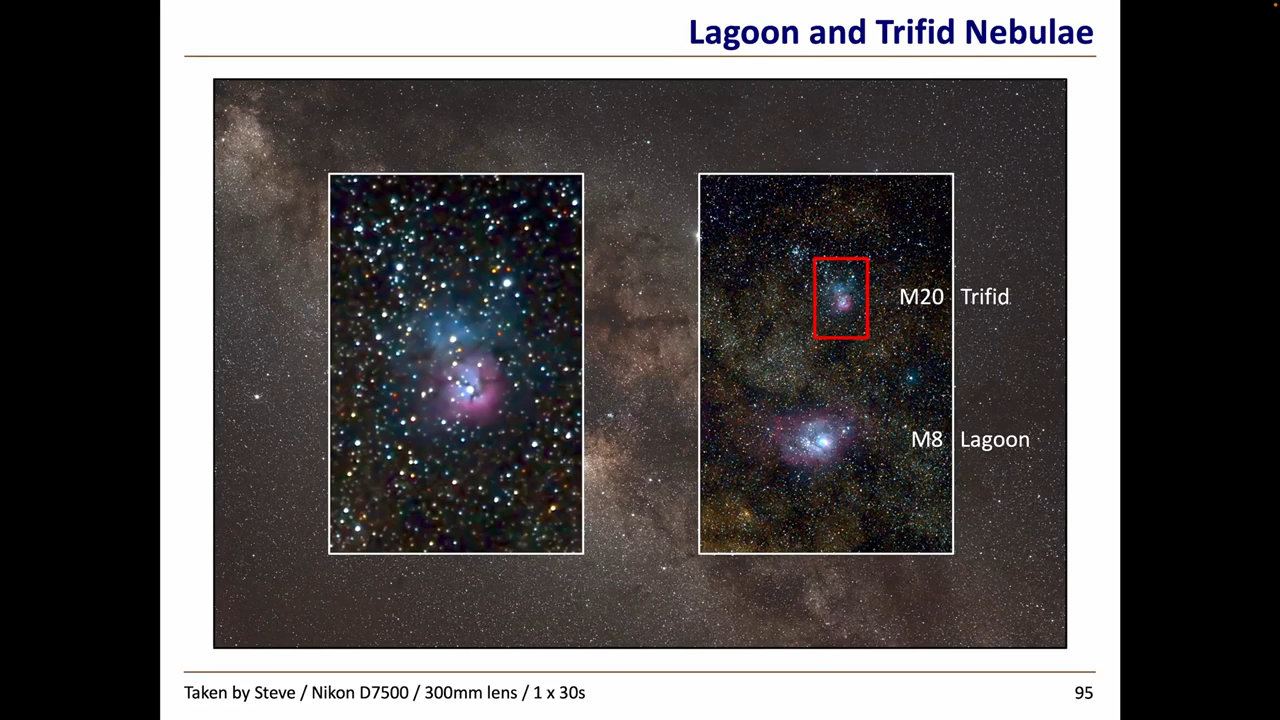 Lagoon and Trifid Nebulae
M20 Trifid
M8 Lagoon
Taken by Steve / Nikon D7500 / 300mm lens / 1 x 30s
95